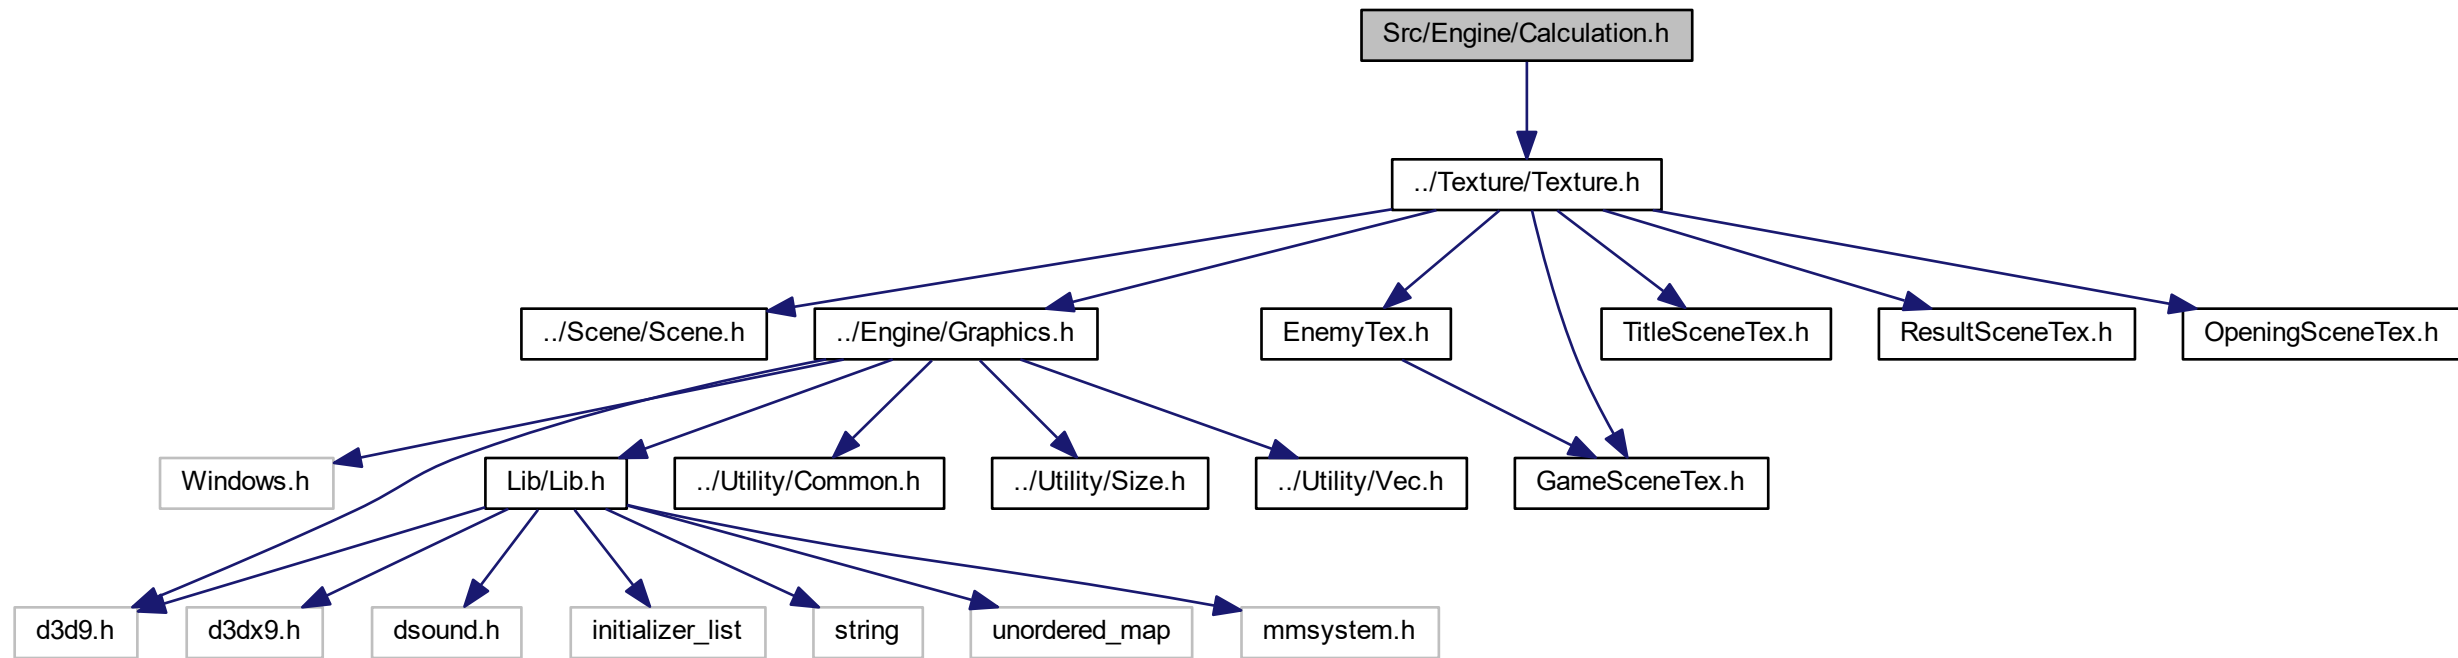 Src/Engine/Calculation.h
../Texture/Texture.h
../Scene/Scene.h
../Engine/Graphics.h
EnemyTex.h
TitleSceneTex.h
ResultSceneTex.h
OpeningSceneTex.h
Windows.h
Lib/Lib.h
../Utility/Common.h
../Utility/Size.h
../Utility/Vec.h
GameSceneTex.h
d3d9.h
d3dx9.h
dsound.h
initializer_list
string
unordered_map
mmsystem.h